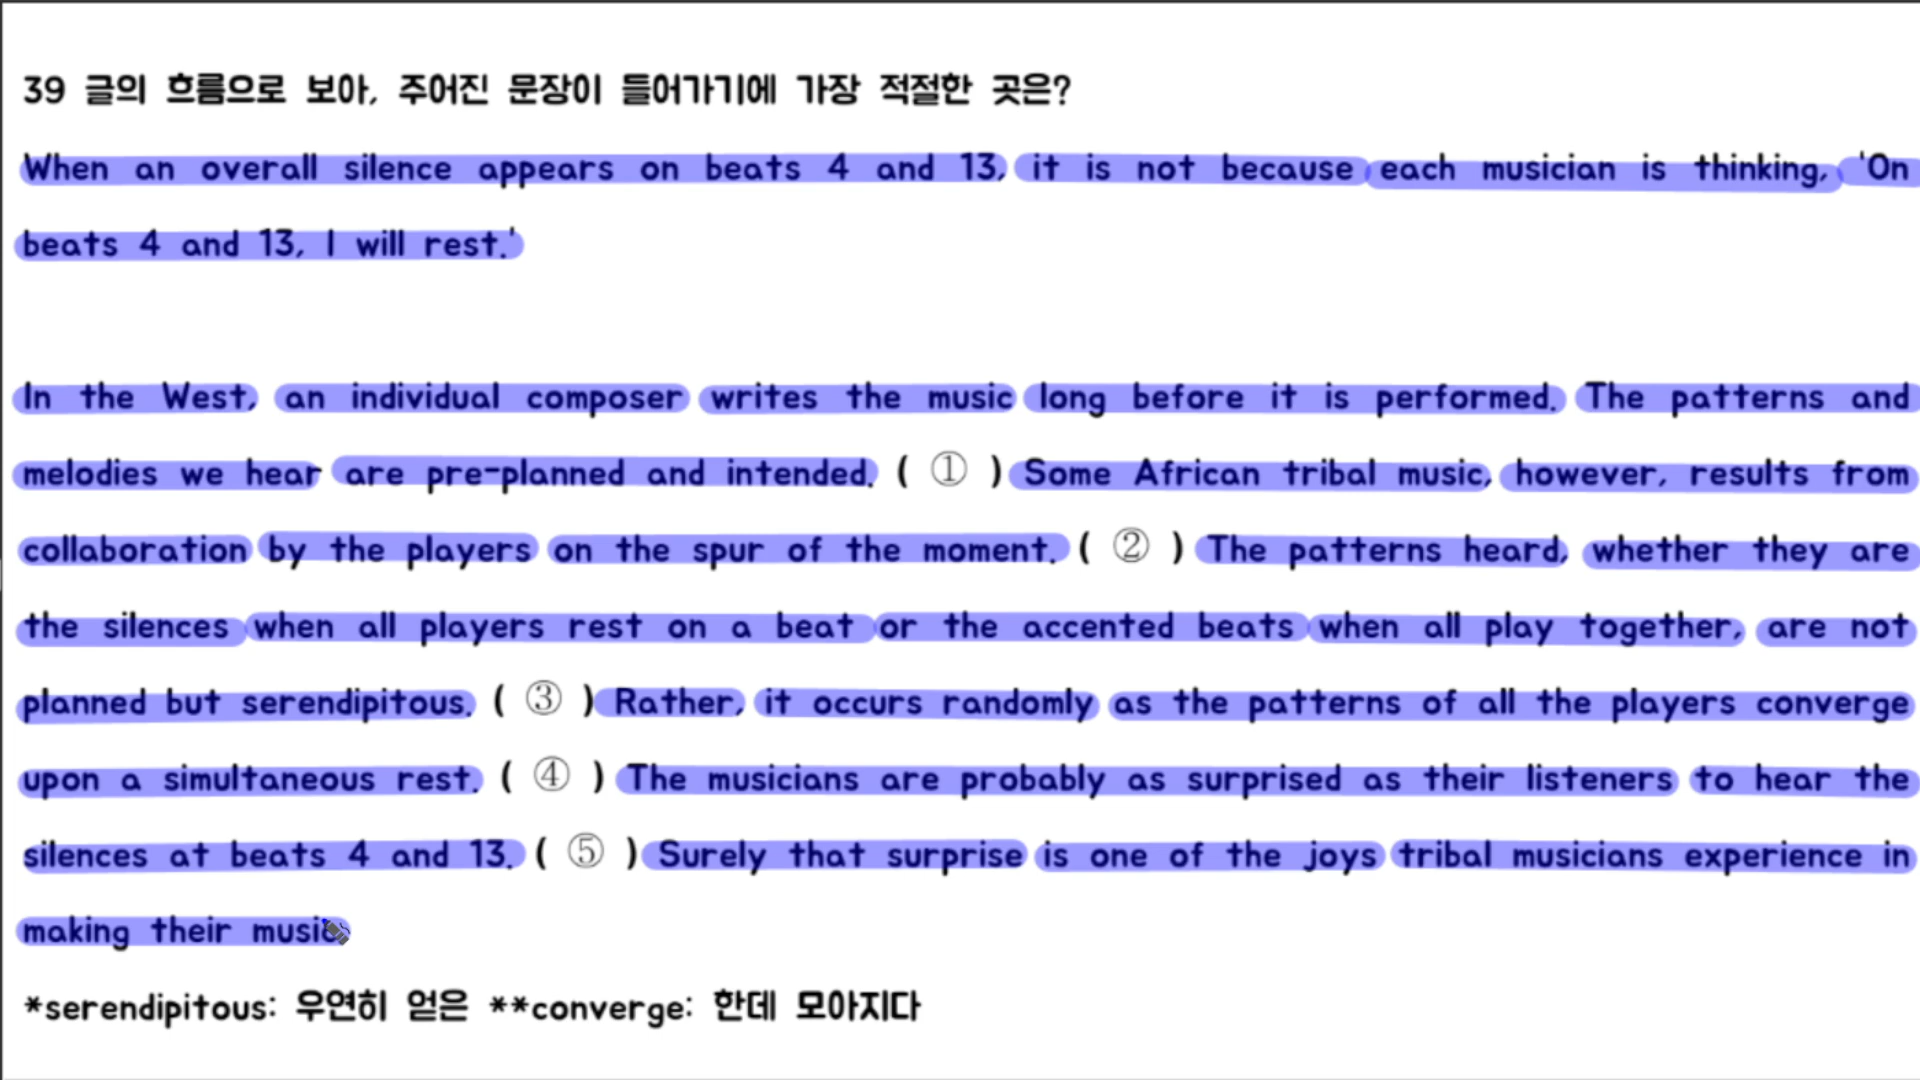 39 글의 흐름으로 보아, 주어진 문장이 들어가기에 가장 적절한 곳은?
When an overall silence appears on beats 4 and 13, it is not because each musician is thinking, 'On
beats 4 and 13, I will rest.'
In the West, an individual composer writes the music long before it is performed. The patterns and
melodies we hear are pre-planned and intended. ( ① ) Some African tribal music, however, results from
collaboration by the players on the spur of the moment. ( ② ) The patterns heard, whether they are
the silences when all players rest on a beat or the accented beats when all play together, are not
planned but serendipitous. ( ③ ) Rather, it occurs randomly as the patterns of all the players converge
upon a simultaneous rest. ( ④ ) The musicians are probably as surprised as their listeners to hear the
silences at beats 4 and 13. ( ⑤ ) Surely that surprise is one of the joys tribal musicians experience in
making their music
*serendipitous: 우연히 얻은 **converge: 한데 모아지다